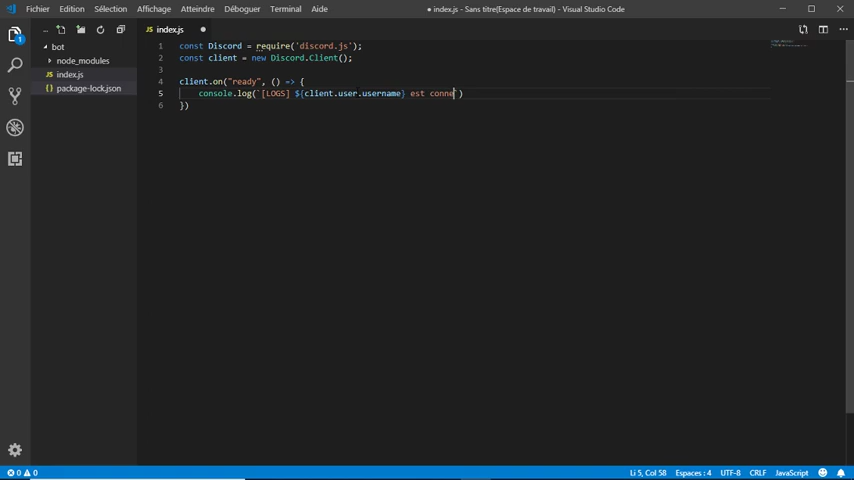 Fichier Edition Sélection Affichage Atteindre Déboguer Terminal Aide ● index.js - Sans titre(Espace de travail) - Visual Studio Code
... JS index.js ● ...
1
bot
node_modules
JS index.js
package-lock.json
1 const Discord = require('discord.js');
2 const client = new Discord.Client();
3
4 client.on("ready", () => {
5 console.log(`[LOGS] ${client.user.username} est conne`)
6 })
0 0 Li 5, Col 58 Espaces : 4 UTF-8 CRLF JavaScript